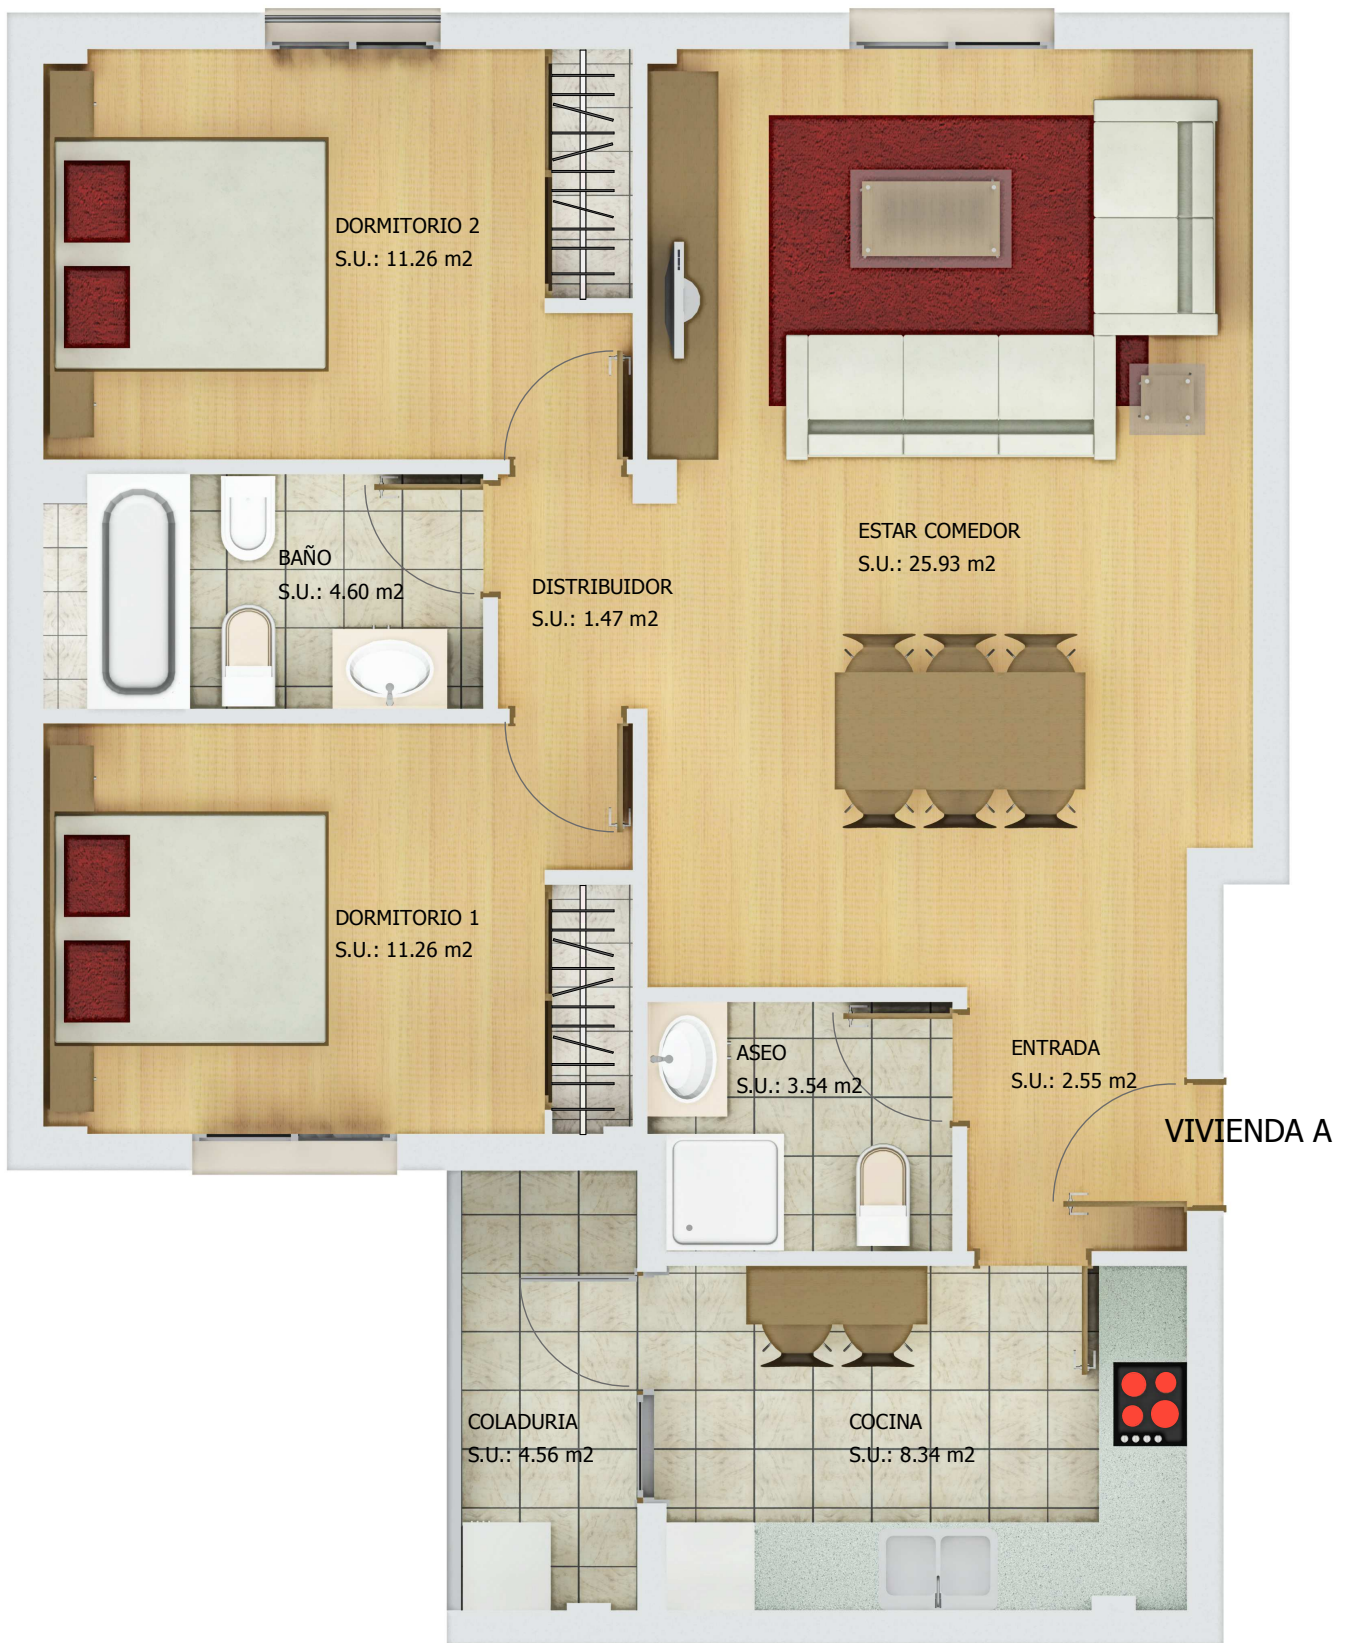 DORMITORIO 2
S.U.: 11.26 m2
ESTAR COMEDOR
S.U.: 25.93 m2
BAÑO
S.U.: 4.60 m2
DISTRIBUIDOR
S.U.: 1.47 m2
DORMITORIO 1
S.U.: 11.26 m2
ASEO
S.U.: 3.54 m2
ENTRADA
S.U.: 2.55 m2
VIVIENDA A
COLADURIA
S.U.: 4.56 m2
COCINA
S.U.: 8.34 m2